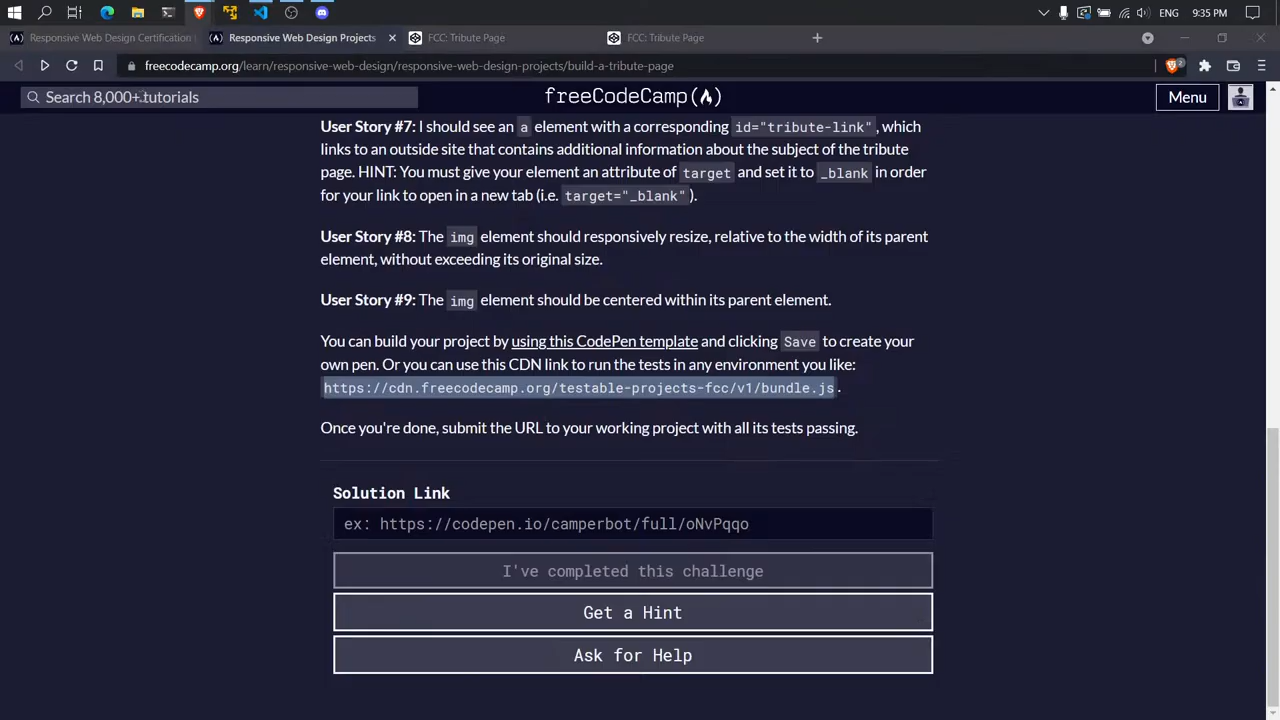 ENG
9:35 PM
Responsive Web Design Certification
Responsive Web Design Projects
FCC: Tribute Page
FCC: Tribute Page
freecodecamp.org/learn/responsive-web-design/responsive-web-design-projects/build-a-tribute-page
2
Search 8,000+ tutorials
freeCodeCamp
Menu
User Story #7: I should see an a element with a corresponding id="tribute-link", which
links to an outside site that contains additional information about the subject of the tribute
page. HINT: You must give your element an attribute of target and set it to _blank in order
for your link to open in a new tab (i.e. target="_blank").
User Story #8: The img element should responsively resize, relative to the width of its parent
element, without exceeding its original size.
User Story #9: The img element should be centered within its parent element.
You can build your project by using this CodePen template and clicking Save to create your
own pen. Or you can use this CDN link to run the tests in any environment you like:
https://cdn.freecodecamp.org/testable-projects-fcc/v1/bundle.js.
Once you're done, submit the URL to your working project with all its tests passing.
Solution Link
ex: https://codepen.io/camperbot/full/oNvPqqo
I've completed this challenge
Get a Hint
Ask for Help